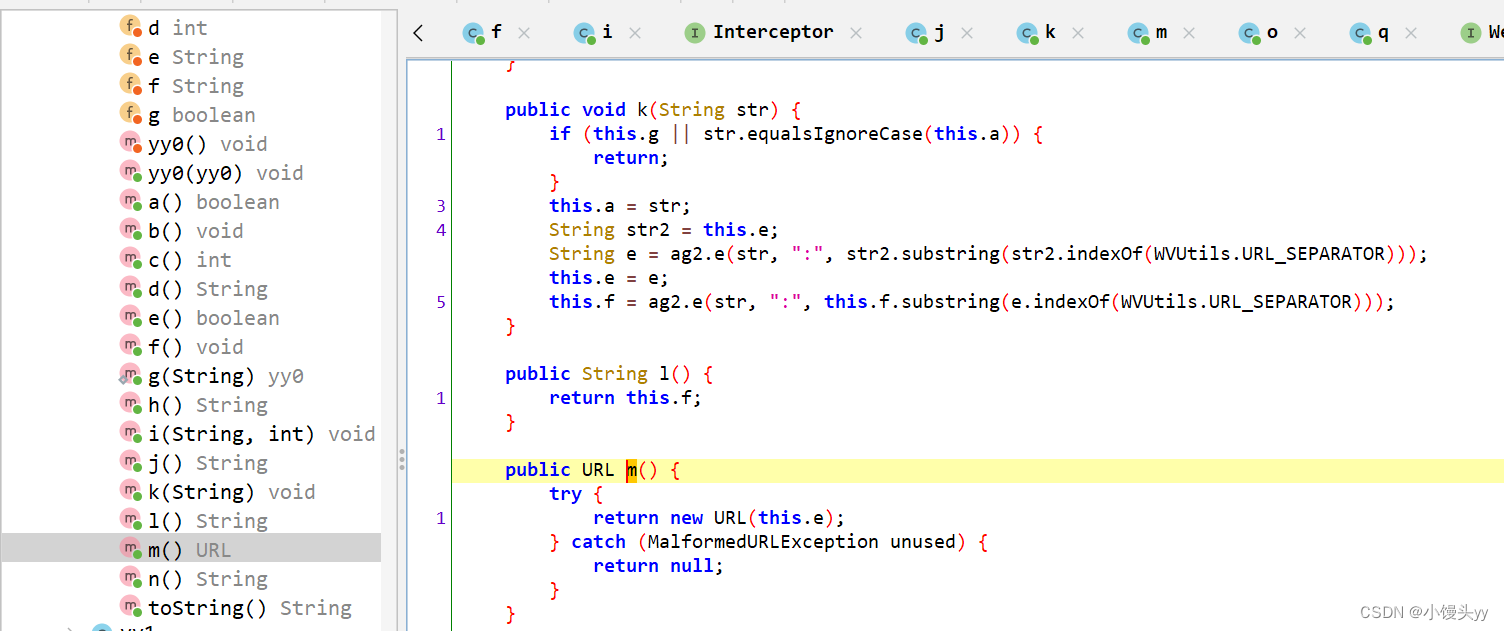 f i Interceptor j k m o q
d int
e String
f String
g boolean
yy0() void
yy0(yy0) void
a() boolean
b() void
c() int
d() String
e() boolean
f() void
g(String) yy0
h() String
i(String, int) void
j() String
k(String) void
l() String
m() URL
n() String
toString() String
}
public void k(String str) {
1 if (this.g || str.equalsIgnoreCase(this.a)) {
return;
}
3 this.a = str;
4 String str2 = this.e;
String e = ag2.e(str, ":", str2.substring(str2.indexOf(WVUtils.URL_SEPARATOR)));
this.e = e;
5 this.f = ag2.e(str, ":", this.f.substring(e.indexOf(WVUtils.URL_SEPARATOR)));
}
public String l() {
1 return this.f;
}
public URL m() {
try {
1 return new URL(this.e);
} catch (MalformedURLException unused) {
return null;
}
}
CSDN @小馒头yy